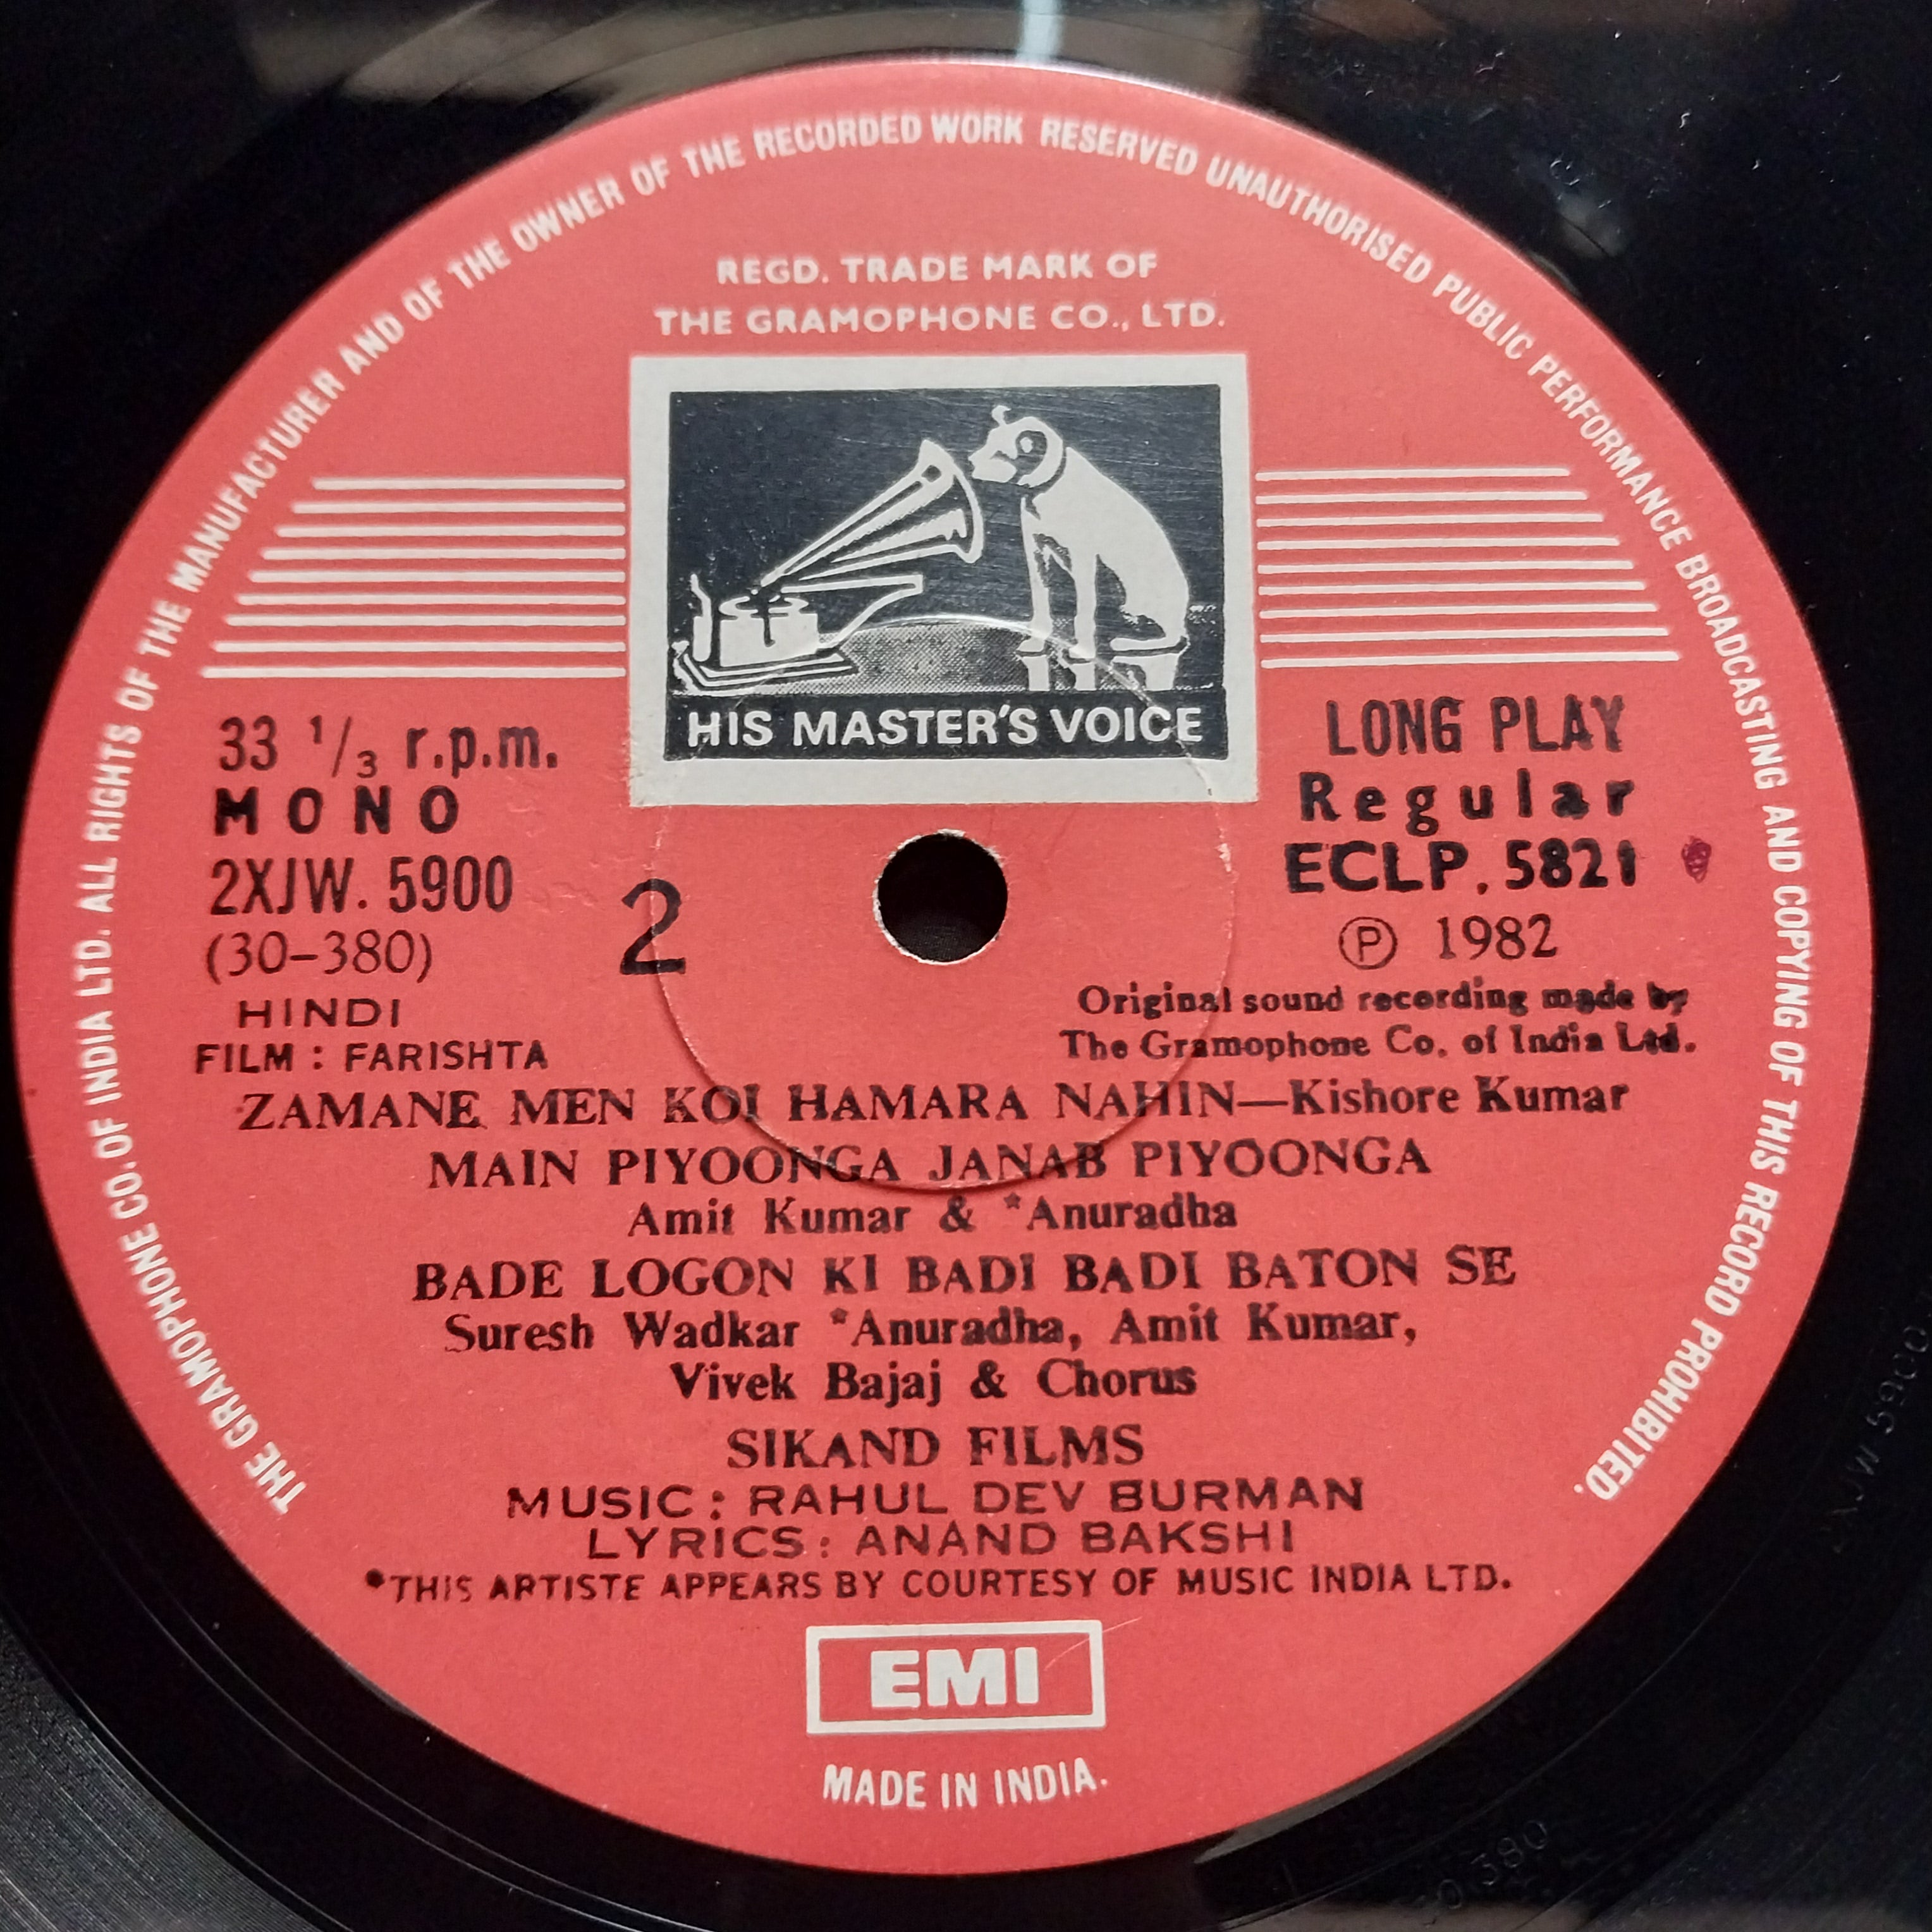 THE GRAMOPHONE CO. OF INDIA LTD. ALL RIGHTS OF THE MANUFACTURER AND OF THE OWNER OF THE RECORDED WORK RESERVED UNAUTHORISED PUBLIC PERFORMANCE BROADCASTING AND COPYING OF THIS RECORD PROHIBITED.
REGD. TRADE MARK OF
THE GRAMOPHONE CO., LTD.
HIS MASTER'S VOICE
33 1/3 r.p.m.
MONO
2XJW. 5900
(30-380)
2
HINDI
FILM : FARISHTA
LONG PLAY
Regular
ECLP. 5821
Ⓟ 1982
Original sound recording made by
The Gramophone Co. of India Ltd.
ZAMANE MEN KOI HAMARA NAHIN—Kishore Kumar
MAIN PIYOONGA JANAB PIYOONGA
Amit Kumar & *Anuradha
BADE LOGON KI BADI BADI BATON SE
Suresh Wadkar *Anuradha, Amit Kumar,
Vivek Bajaj & Chorus
SIKAND FILMS
MUSIC : RAHUL DEV BURMAN
LYRICS : ANAND BAKSHI
*THIS ARTISTE APPEARS BY COURTESY OF MUSIC INDIA LTD.
EMI
MADE IN INDIA.
5900
380